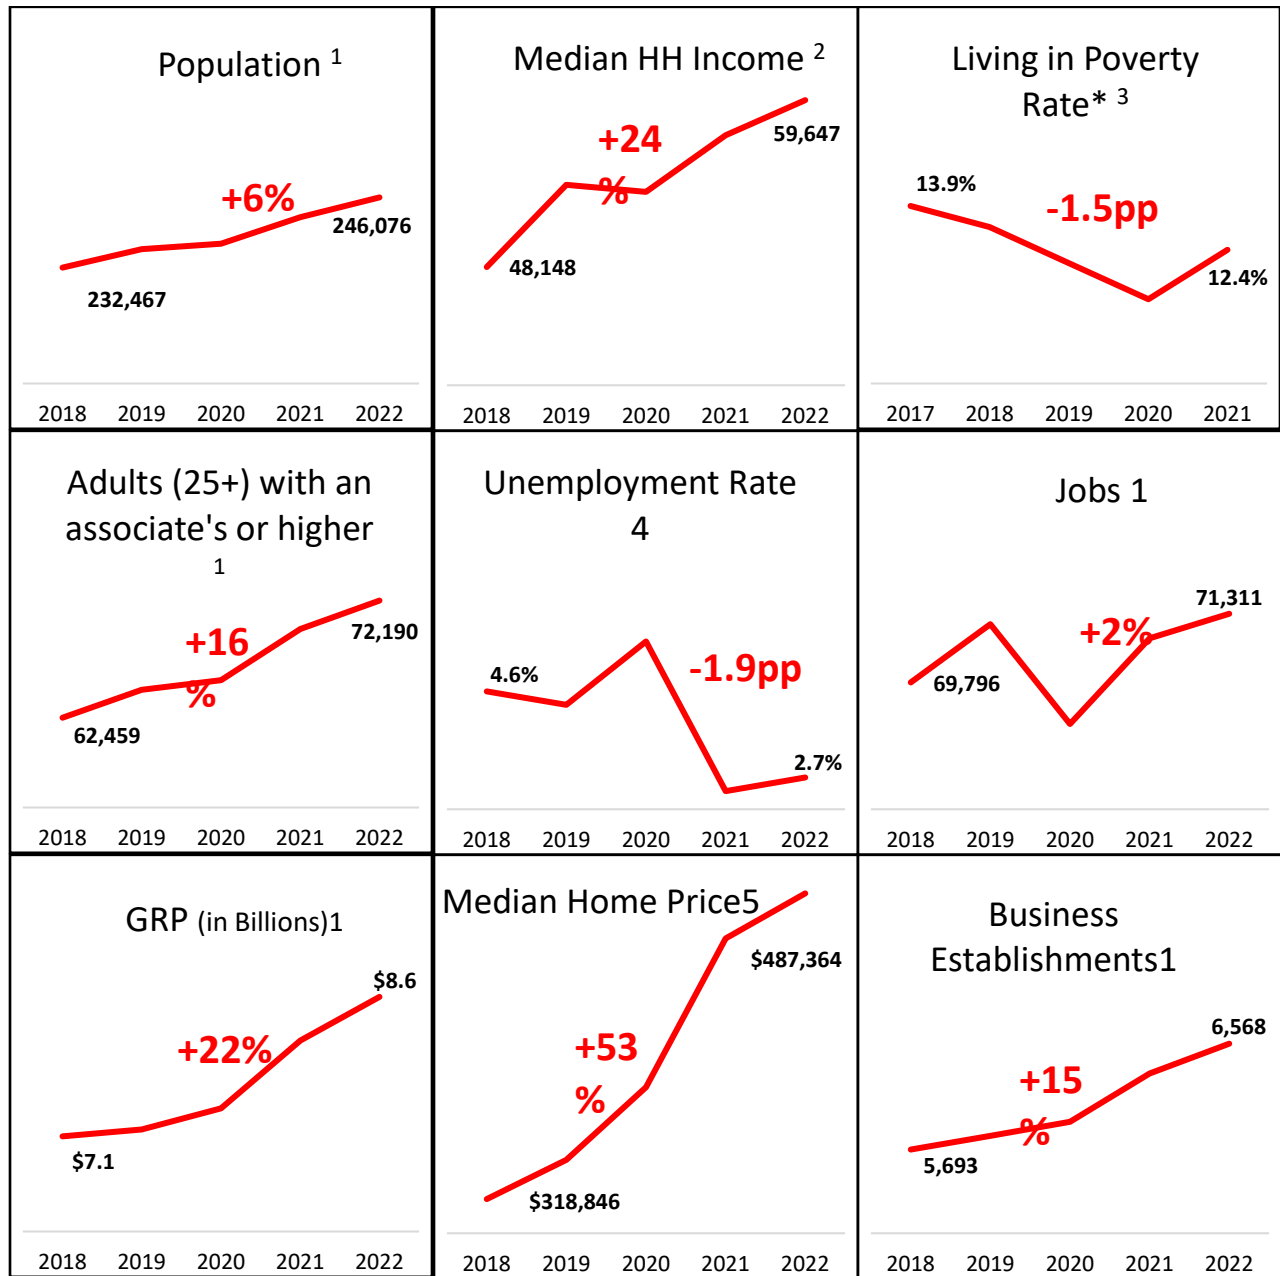 Population ¹
+6%
246,076
232,467
2018 2019 2020 2021 2022
Median HH Income ²
+24
%
59,647
48,148
2018 2019 2020 2021 2022
Living in Poverty
Rate* ³
13.9%
-1.5pp
12.4%
2017 2018 2019 2020 2021
Adults (25+) with an
associate's or higher
¹
+16
%
72,190
62,459
2018 2019 2020 2021 2022
Unemployment Rate
4
4.6%
-1.9pp
2.7%
2018 2019 2020 2021 2022
Jobs 1
71,311
+2%
69,796
2018 2019 2020 2021 2022
GRP (in Billions)1
$8.6
+22%
$7.1
2018 2019 2020 2021 2022
Median Home Price5
$487,364
+53
%
$318,846
2018 2019 2020 2021 2022
Business
Establishments1
6,568
+15
%
5,693
2018 2019 2020 2021 2022